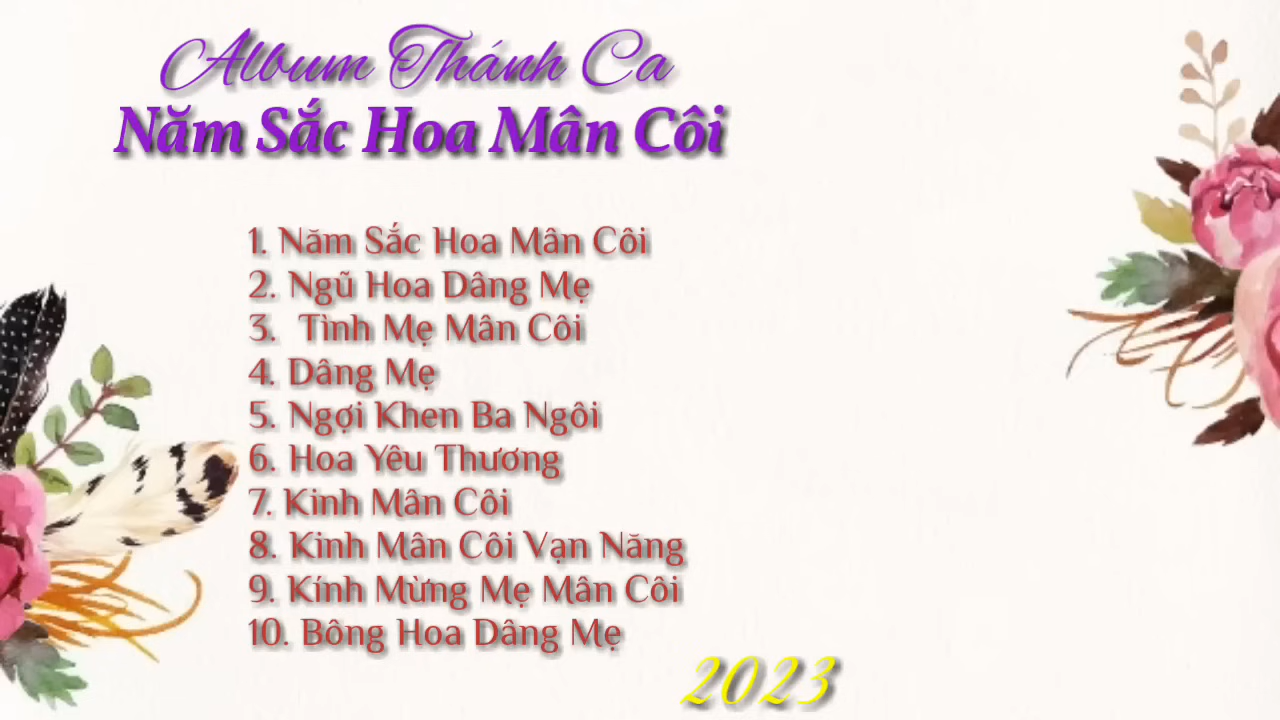 Album Thánh Ca
Năm Sắc Hoa Mân Côi
1. Năm Sắc Hoa Mân Côi
2. Ngũ Hoa Dâng Mẹ
3. Tình Mẹ Mân Côi
4. Dâng Mẹ
5. Ngợi Khen Ba Ngôi
6. Hoa Yêu Thương
7. Kinh Mân Côi
8. Kinh Mân Côi Vạn Năng
9. Kính Mừng Mẹ Mân Côi
10. Bông Hoa Dâng Mẹ
2023